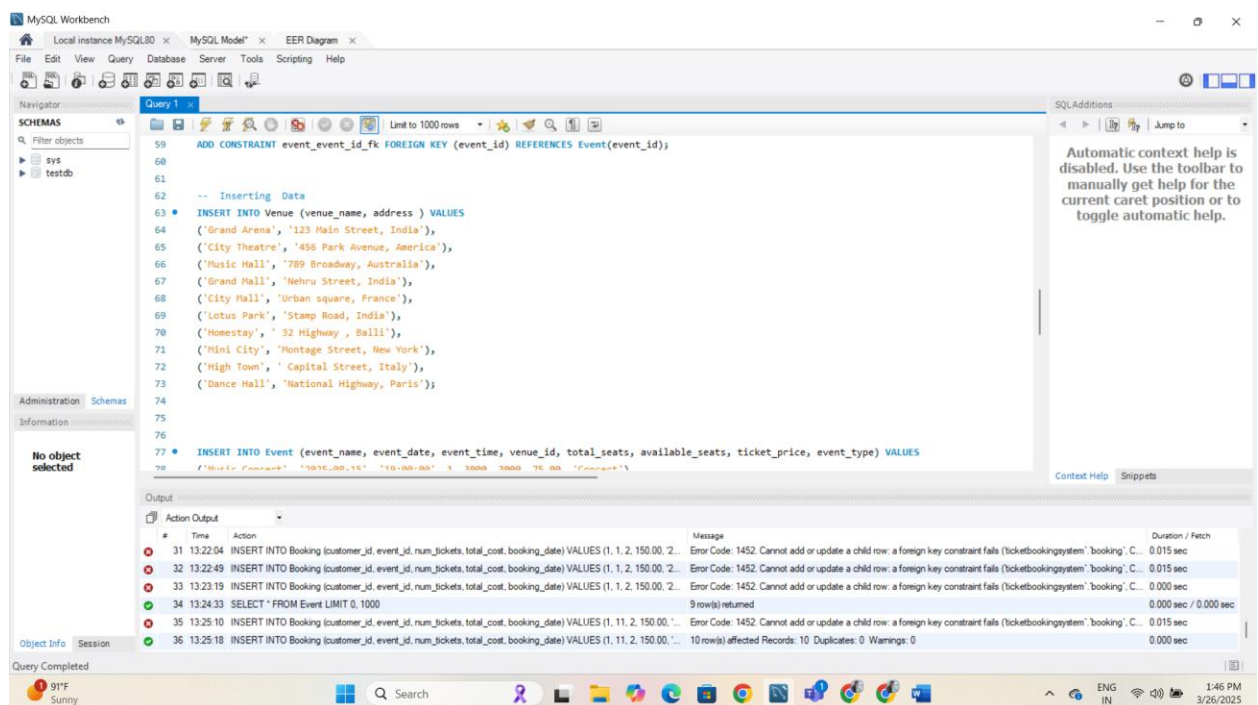 MySQL Workbench
Local instance MySQL80 × MySQL Model* × EER Diagram ×
File Edit View Query Database Server Tools Scripting Help
Navigator
SCHEMAS
Filter objects
sys
testdb
Administration Schemas
Information
No object
selected
Object Info Session
Query 1 ×
Limit to 1000 rows
59 ADD CONSTRAINT event_event_id_fk FOREIGN KEY (event_id) REFERENCES Event(event_id);
60
61
62 -- Inserting Data
63 INSERT INTO Venue (venue_name, address ) VALUES
64 ('Grand Arena', '123 Main Street, India'),
65 ('City Theatre', '456 Park Avenue, America'),
66 ('Music Hall', '789 Broadway, Australia'),
67 ('Grand Mall', 'Nehru Street, India'),
68 ('City Mall', 'Urban square, France'),
69 ('Lotus Park', 'Stamp Road, India'),
70 ('Homestay', ' 32 Highway , Balli'),
71 ('Mini City', 'Montage Street, New York'),
72 ('High Town', ' Capital Street, Italy'),
73 ('Dance Hall', 'National Highway, Paris');
74
75
76
77 INSERT INTO Event (event_name, event_date, event_time, venue_id, total_seats, available_seats, ticket_price, event_type) VALUES
78 ('Music Concert', '2025-08-15', '19:00:00', 1, 3000, 3000, 75.00, 'Concert')
SQLAdditions
Jump to
Automatic context help is
disabled. Use the toolbar to
manually get help for the
current caret position or to
toggle automatic help.
Context Help Snippets
Output
Action Output
# Time Action Message Duration / Fetch
31 13:22:04 INSERT INTO Booking (customer_id, event_id, num_tickets, total_cost, booking_date) VALUES (1, 1, 2, 150.00, '2... Error Code: 1452. Cannot add or update a child row: a foreign key constraint fails (`ticketbookingsystem`.`booking`, C... 0.015 sec
32 13:22:49 INSERT INTO Booking (customer_id, event_id, num_tickets, total_cost, booking_date) VALUES (1, 1, 2, 150.00, '2... Error Code: 1452. Cannot add or update a child row: a foreign key constraint fails (`ticketbookingsystem`.`booking`, C... 0.015 sec
33 13:23:19 INSERT INTO Booking (customer_id, event_id, num_tickets, total_cost, booking_date) VALUES (1, 1, 2, 150.00, '2... Error Code: 1452. Cannot add or update a child row: a foreign key constraint fails (`ticketbookingsystem`.`booking`, C... 0.000 sec
34 13:24:33 SELECT * FROM Event LIMIT 0, 1000 9 row(s) returned 0.000 sec / 0.000 sec
35 13:25:10 INSERT INTO Booking (customer_id, event_id, num_tickets, total_cost, booking_date) VALUES (1, 11, 2, 150.00, '... Error Code: 1452. Cannot add or update a child row: a foreign key constraint fails (`ticketbookingsystem`.`booking`, C... 0.015 sec
36 13:25:18 INSERT INTO Booking (customer_id, event_id, num_tickets, total_cost, booking_date) VALUES (1, 11, 2, 150.00, '... 10 row(s) affected Records: 10 Duplicates: 0 Warnings: 0 0.000 sec
Query Completed
91°F
Sunny
Search
ENG
IN
1:46 PM
3/26/2025